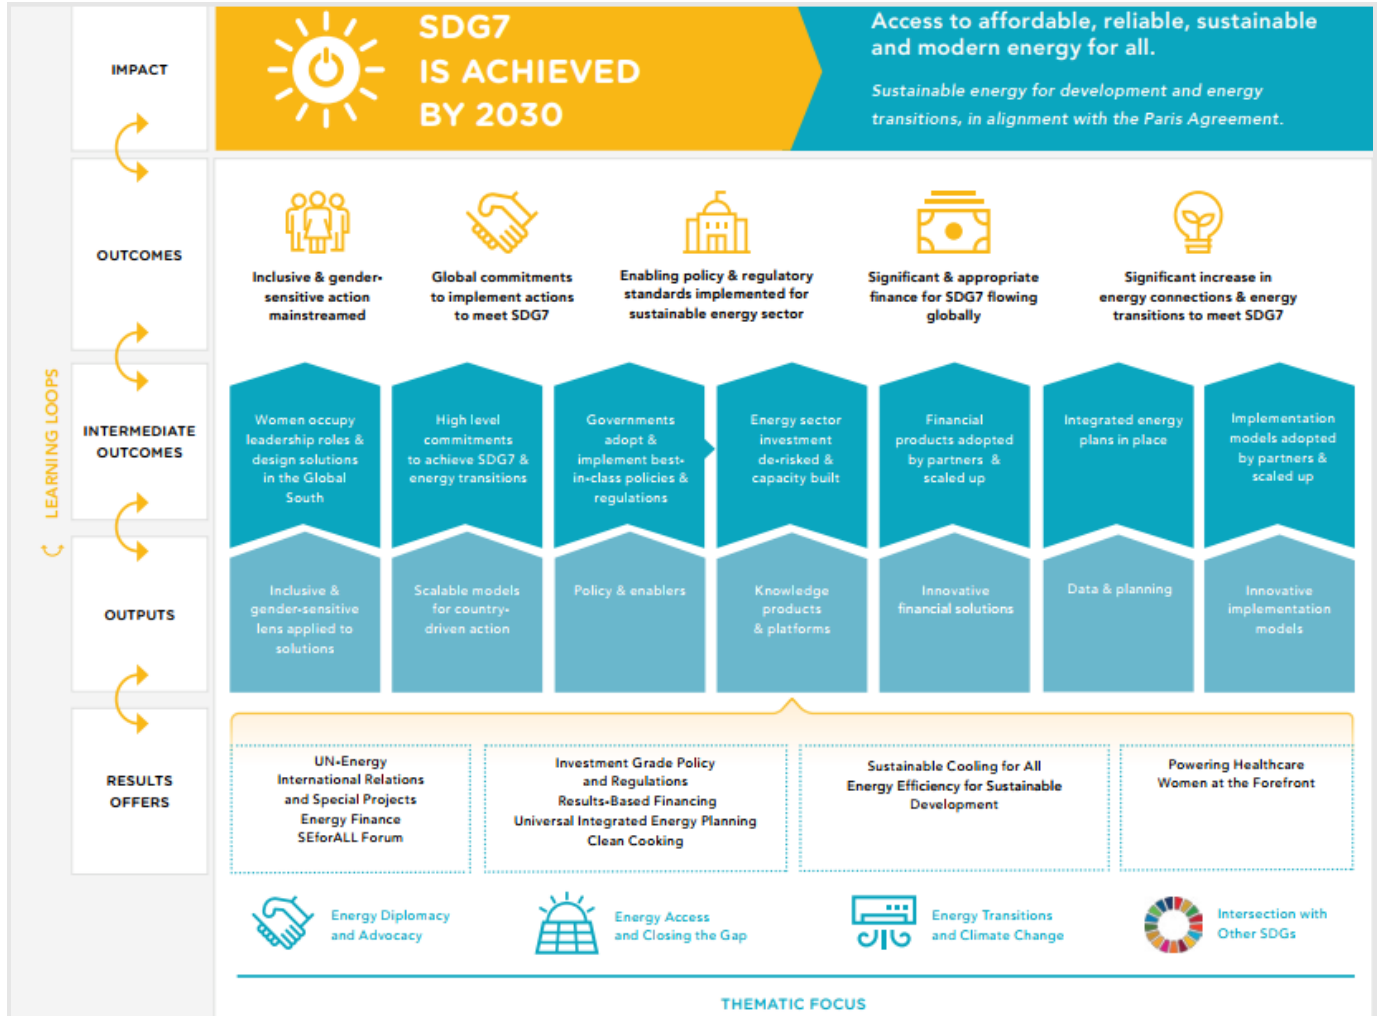 IMPACT
SDG7
IS ACHIEVED
BY 2030
Access to affordable, reliable, sustainable
and modern energy for all.
Sustainable energy for development and energy
transitions, in alignment with the Paris Agreement.
LEARNING LOOPS
OUTCOMES
Inclusive & gender-
sensitive action
mainstreamed
Global commitments
to implement actions
to meet SDG7
Enabling policy & regulatory
standards implemented for
sustainable energy sector
Significant & appropriate
finance for SDG7 flowing
globally
Significant increase in
energy connections & energy
transitions to meet SDG7
INTERMEDIATE
OUTCOMES
Women occupy
leadership roles &
design solutions
in the Global
South
High level
commitments
to achieve SDG7 &
energy transitions
Governments
adopt &
implement best-
in-class policies &
regulations
Energy sector
investment
de-risked &
capacity built
Financial
products adopted
by partners &
scaled up
Integrated energy
plans in place
Implementation
models adopted
by partners &
scaled up
OUTPUTS
Inclusive &
gender-sensitive
lens applied to
solutions
Scalable models
for country-
driven action
Policy & enablers
Knowledge
products
& platforms
Innovative
financial solutions
Data & planning
Innovative
implementation
models
RESULTS
OFFERS
UN-Energy
International Relations
and Special Projects
Energy Finance
SEforALL Forum
Investment Grade Policy
and Regulations
Results-Based Financing
Universal Integrated Energy Planning
Clean Cooking
Sustainable Cooling for All
Energy Efficiency for Sustainable
Development
Powering Healthcare
Women at the Forefront
Energy Diplomacy
and Advocacy
Energy Access
and Closing the Gap
Energy Transitions
and Climate Change
Intersection with
Other SDGs
THEMATIC FOCUS